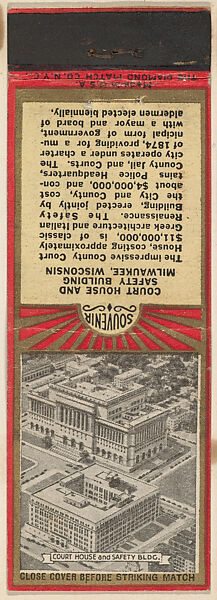 MADE IN U.S.A.
THE DIAMOND MATCH CO. N.Y.C.
SOUVENIR
COURT HOUSE AND
SAFETY BUILDING
MILWAUKEE, WISCONSIN
The impressive County Court
House, costing approximately
$11,000,000, is of classic
Greek architecture and Italian
Renaissance. The Safety
Building, erected jointly by
the City and County, cost
about $4,000,000, and con-
tains Police Headquarters,
County Jail, and Courts. The
city operates under a charter
of 1874, providing for a mu-
nicipal form of government,
with a mayor and board of
aldermen elected biennially.
COURT HOUSE and SAFETY BLDG.
CLOSE COVER BEFORE STRIKING MATCH